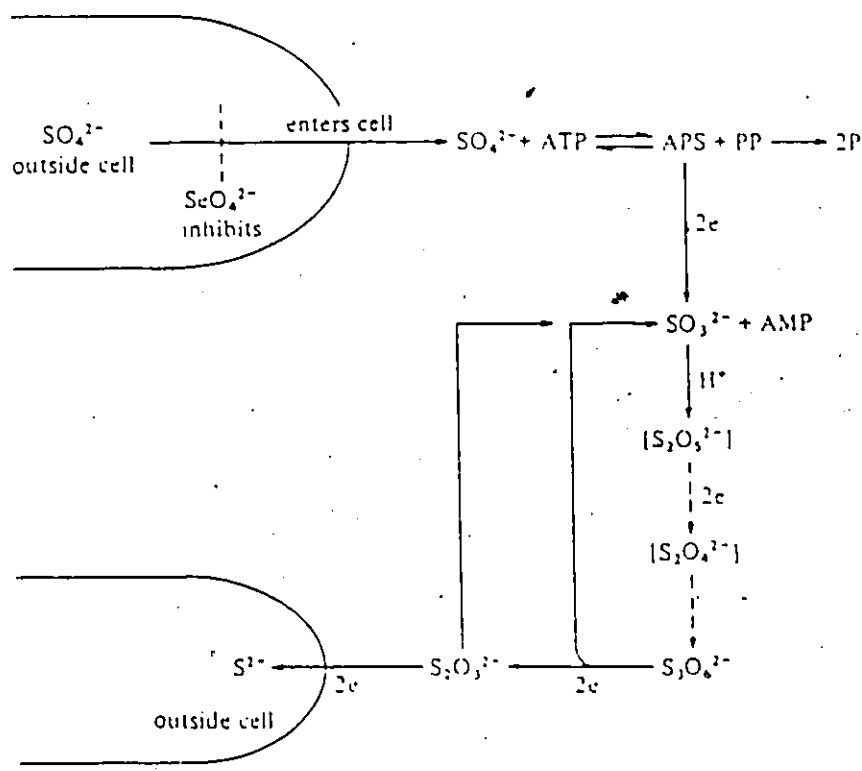 SO₄²⁻ enters cell SO₄²⁻ + ATP APS + PP 2P
outside cell
SeO₄²⁻
inhibits
2e
SO₃²⁻ + AMP
H⁺
[S₂O₅²⁻]
2e
[S₂O₄²⁻]
S²⁻ 2e S₂O₃²⁻ 2e S₃O₆²⁻
outside cell